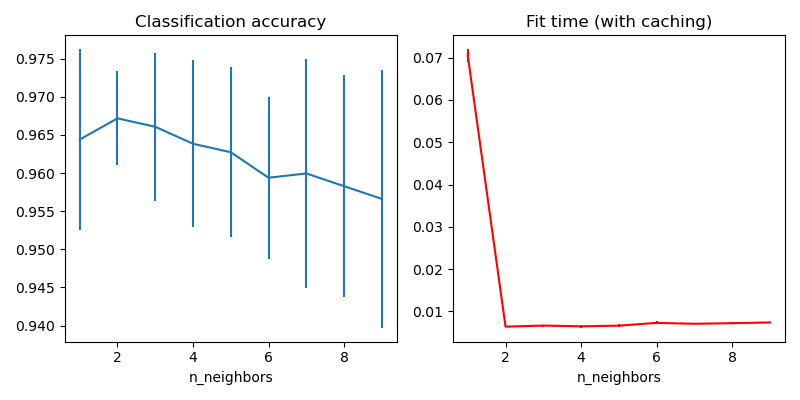 Classification accuracy
0.975
0.970
0.965
0.960
0.955
0.950
0.945
0.940
2 4 6 8
n_neighbors
Fit time (with caching)
0.07
0.06
0.05
0.04
0.03
0.02
0.01
2 4 6 8
n_neighbors